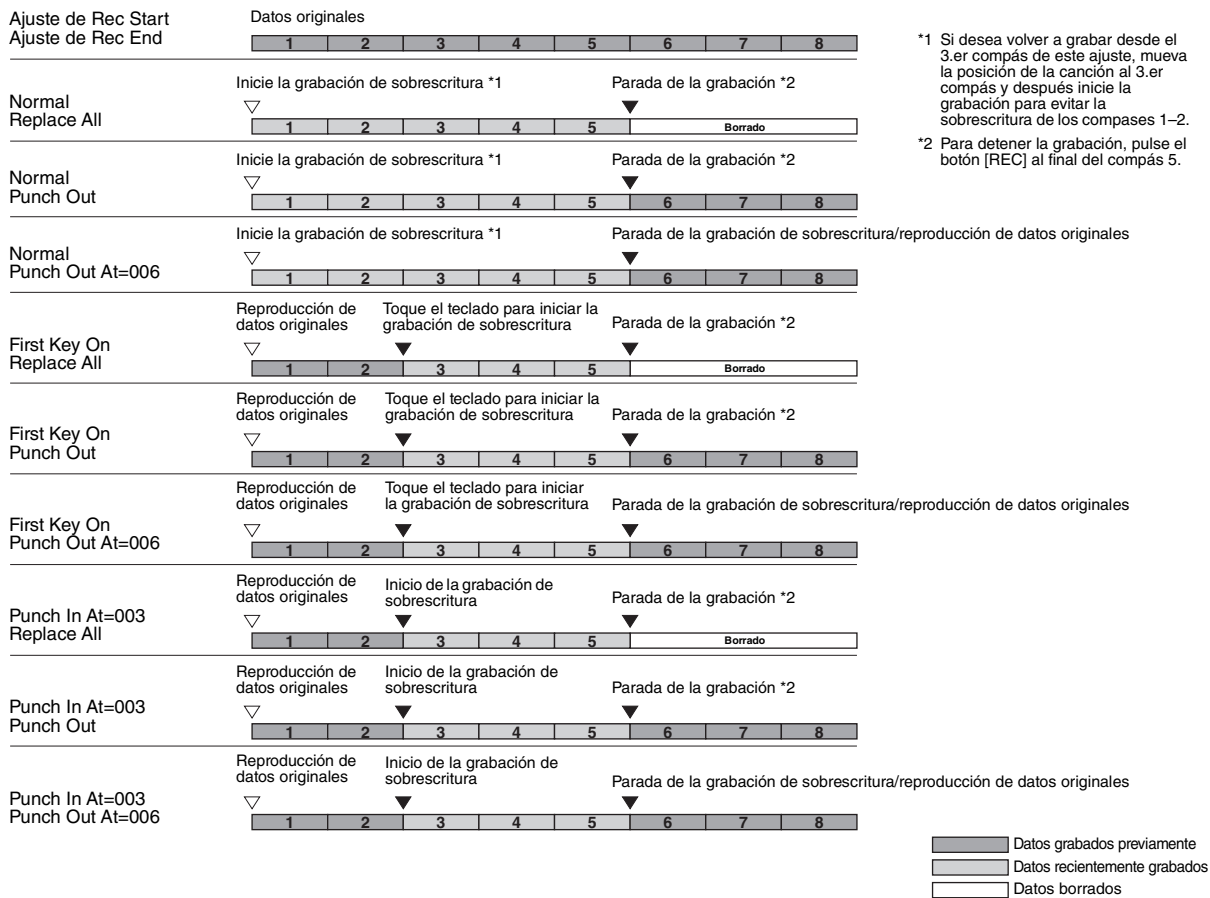 Ajuste de Rec Start
Ajuste de Rec End
Datos originales
1 2 3 4 5 6 7 8
Normal
Replace All
Inicie la grabación de sobrescritura *1
Parada de la grabación *2
1 2 3 4 5 Borrado
Normal
Punch Out
Inicie la grabación de sobrescritura *1
Parada de la grabación *2
1 2 3 4 5 6 7 8
Normal
Punch Out At=006
Inicie la grabación de sobrescritura *1
Parada de la grabación de sobrescritura/reproducción de datos originales
1 2 3 4 5 6 7 8
First Key On
Replace All
Reproducción de
datos originales
Toque el teclado para iniciar la
grabación de sobrescritura
Parada de la grabación *2
1 2 3 4 5 Borrado
First Key On
Punch Out
Reproducción de
datos originales
Toque el teclado para iniciar la
grabación de sobrescritura
Parada de la grabación *2
1 2 3 4 5 6 7 8
First Key On
Punch Out At=006
Reproducción de
datos originales
Toque el teclado para iniciar
la grabación de sobrescritura
Parada de la grabación de sobrescritura/reproducción de datos originales
1 2 3 4 5 6 7 8
Punch In At=003
Replace All
Reproducción de
datos originales
Inicio de la grabación de
sobrescritura
Parada de la grabación *2
1 2 3 4 5 Borrado
Punch In At=003
Punch Out
Reproducción de
datos originales
Inicio de la grabación de
sobrescritura
Parada de la grabación *2
1 2 3 4 5 6 7 8
Punch In At=003
Punch Out At=006
Reproducción de
datos originales
Inicio de la grabación de
sobrescritura
Parada de la grabación de sobrescritura/reproducción de datos originales
1 2 3 4 5 6 7 8
*1 Si desea volver a grabar desde el
3.er compás de este ajuste, mueva
la posición de la canción al 3.er
compás y después inicie la
grabación para evitar la
sobrescritura de los compases 1–2.
*2 Para detener la grabación, pulse el
botón [REC] al final del compás 5.
Datos grabados previamente
Datos recientemente grabados
Datos borrados